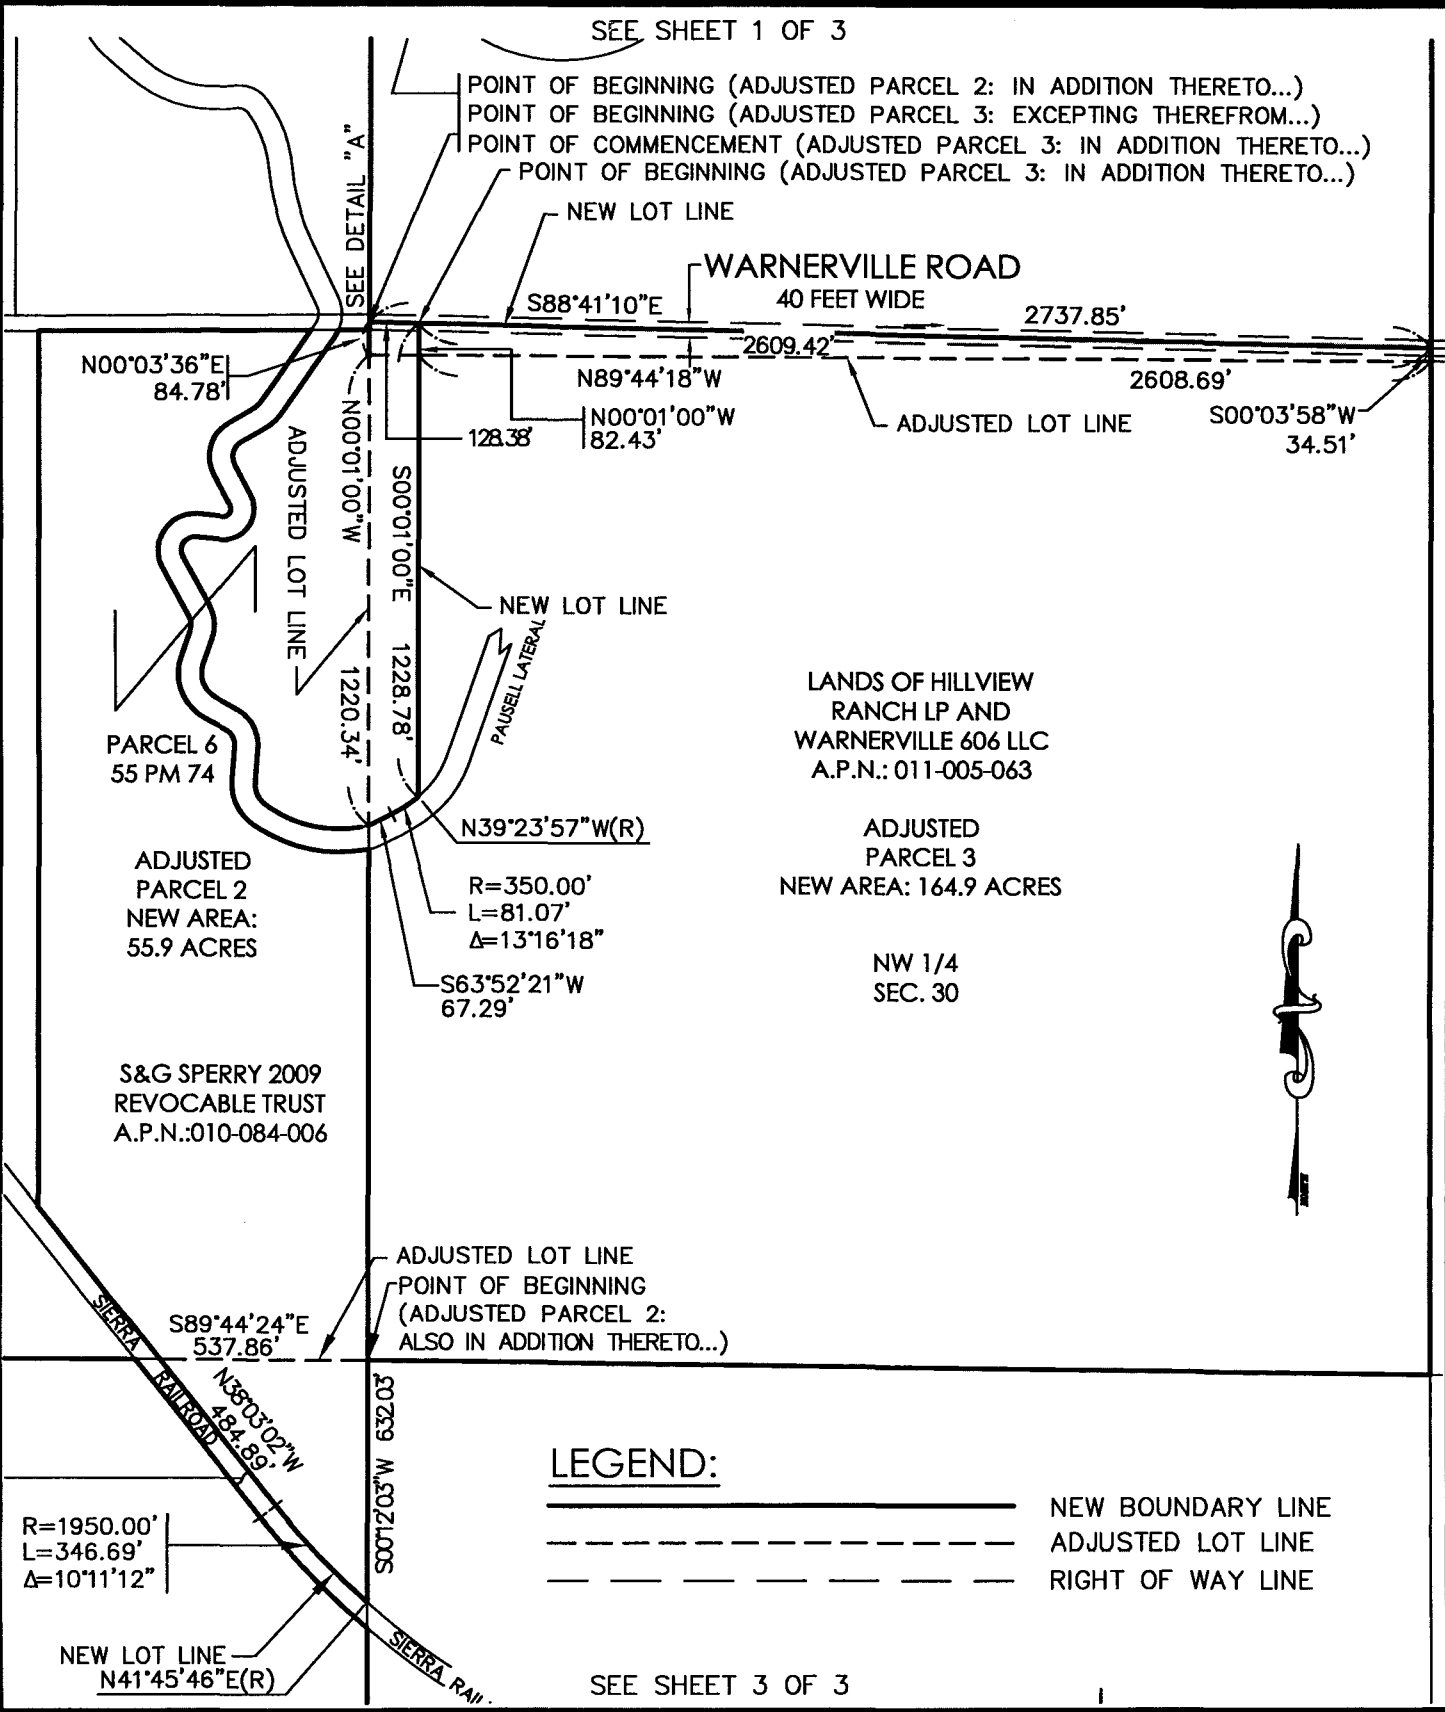 SEE SHEET 1 OF 3
POINT OF BEGINNING (ADJUSTED PARCEL 2: IN ADDITION THERETO...)
POINT OF BEGINNING (ADJUSTED PARCEL 3: EXCEPTING THEREFROM...)
POINT OF COMMENCEMENT (ADJUSTED PARCEL 3: IN ADDITION THERETO...)
POINT OF BEGINNING (ADJUSTED PARCEL 3: IN ADDITION THERETO...)
SEE DETAIL "A"
NEW LOT LINE
WARNERVILLE ROAD
40 FEET WIDE
S88°41'10"E
2737.85'
2609.42'
N89°44'18"W
2608.69'
N00°03'36"E
84.78'
128.38'
N00°01'00"W
82.43'
ADJUSTED LOT LINE
S00°03'58"W
34.51'
ADJUSTED LOT LINE
N00°01'00"W
1220.34'
S00°01'00"E 1228.78'
NEW LOT LINE
PAUSELL LATERAL
LANDS OF HILLVIEW
RANCH LP AND
WARNERVILLE 606 LLC
A.P.N.: 011-005-063
PARCEL 6
55 PM 74
N39°23'57"W(R)
ADJUSTED
PARCEL 3
NEW AREA: 164.9 ACRES
ADJUSTED
PARCEL 2
NEW AREA:
55.9 ACRES
R=350.00'
L=81.07'
Δ=13°16'18"
S63°52'21"W
67.29'
NW 1/4
SEC. 30
S&G SPERRY 2009
REVOCABLE TRUST
A.P.N.:010-084-006
NORTH
ADJUSTED LOT LINE
POINT OF BEGINNING
(ADJUSTED PARCEL 2:
ALSO IN ADDITION THERETO...)
SIERRA
RAILROAD
S89°44'24"E
537.86'
N38°03'02"W
484.89'
S00°12'03"W 632.03'
R=1950.00'
L=346.69'
Δ=10°11'12"
NEW LOT LINE
N41°45'46"E(R)
SIERRA RAIL
LEGEND:
NEW BOUNDARY LINE
ADJUSTED LOT LINE
RIGHT OF WAY LINE
SEE SHEET 3 OF 3